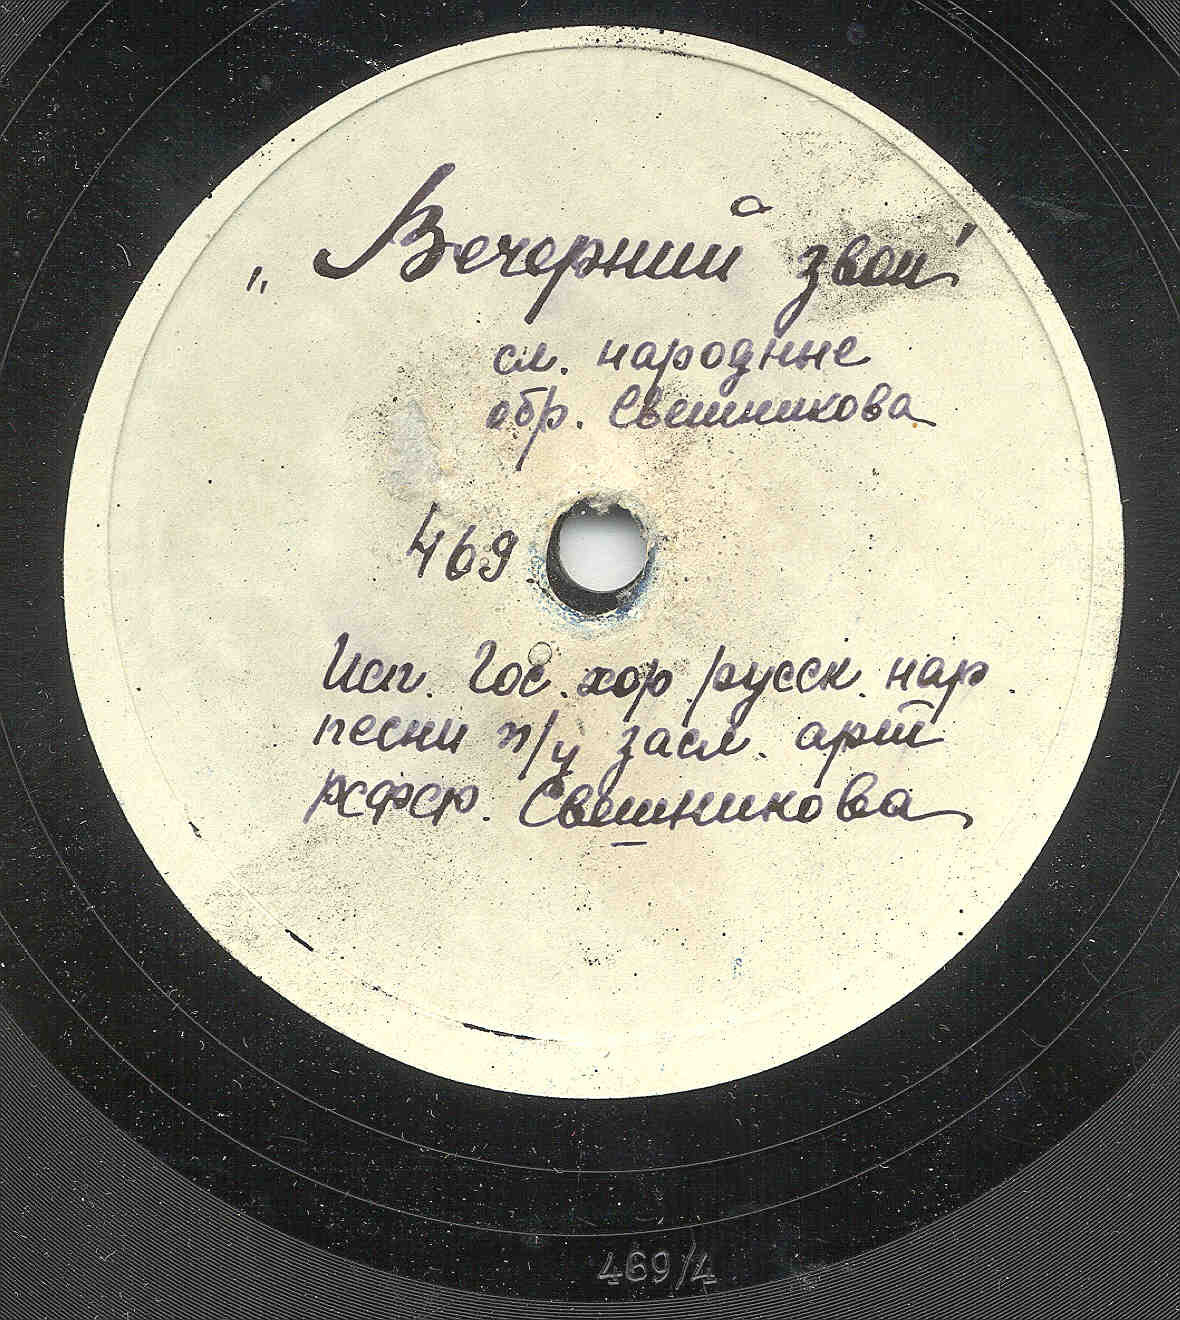 „Вечерний звон"
сл. народные
обр. Свешникова
469
Исп. Гос. хор русск. нар
песни п/у засл. арт
РСФСР. Свешникова
469/4